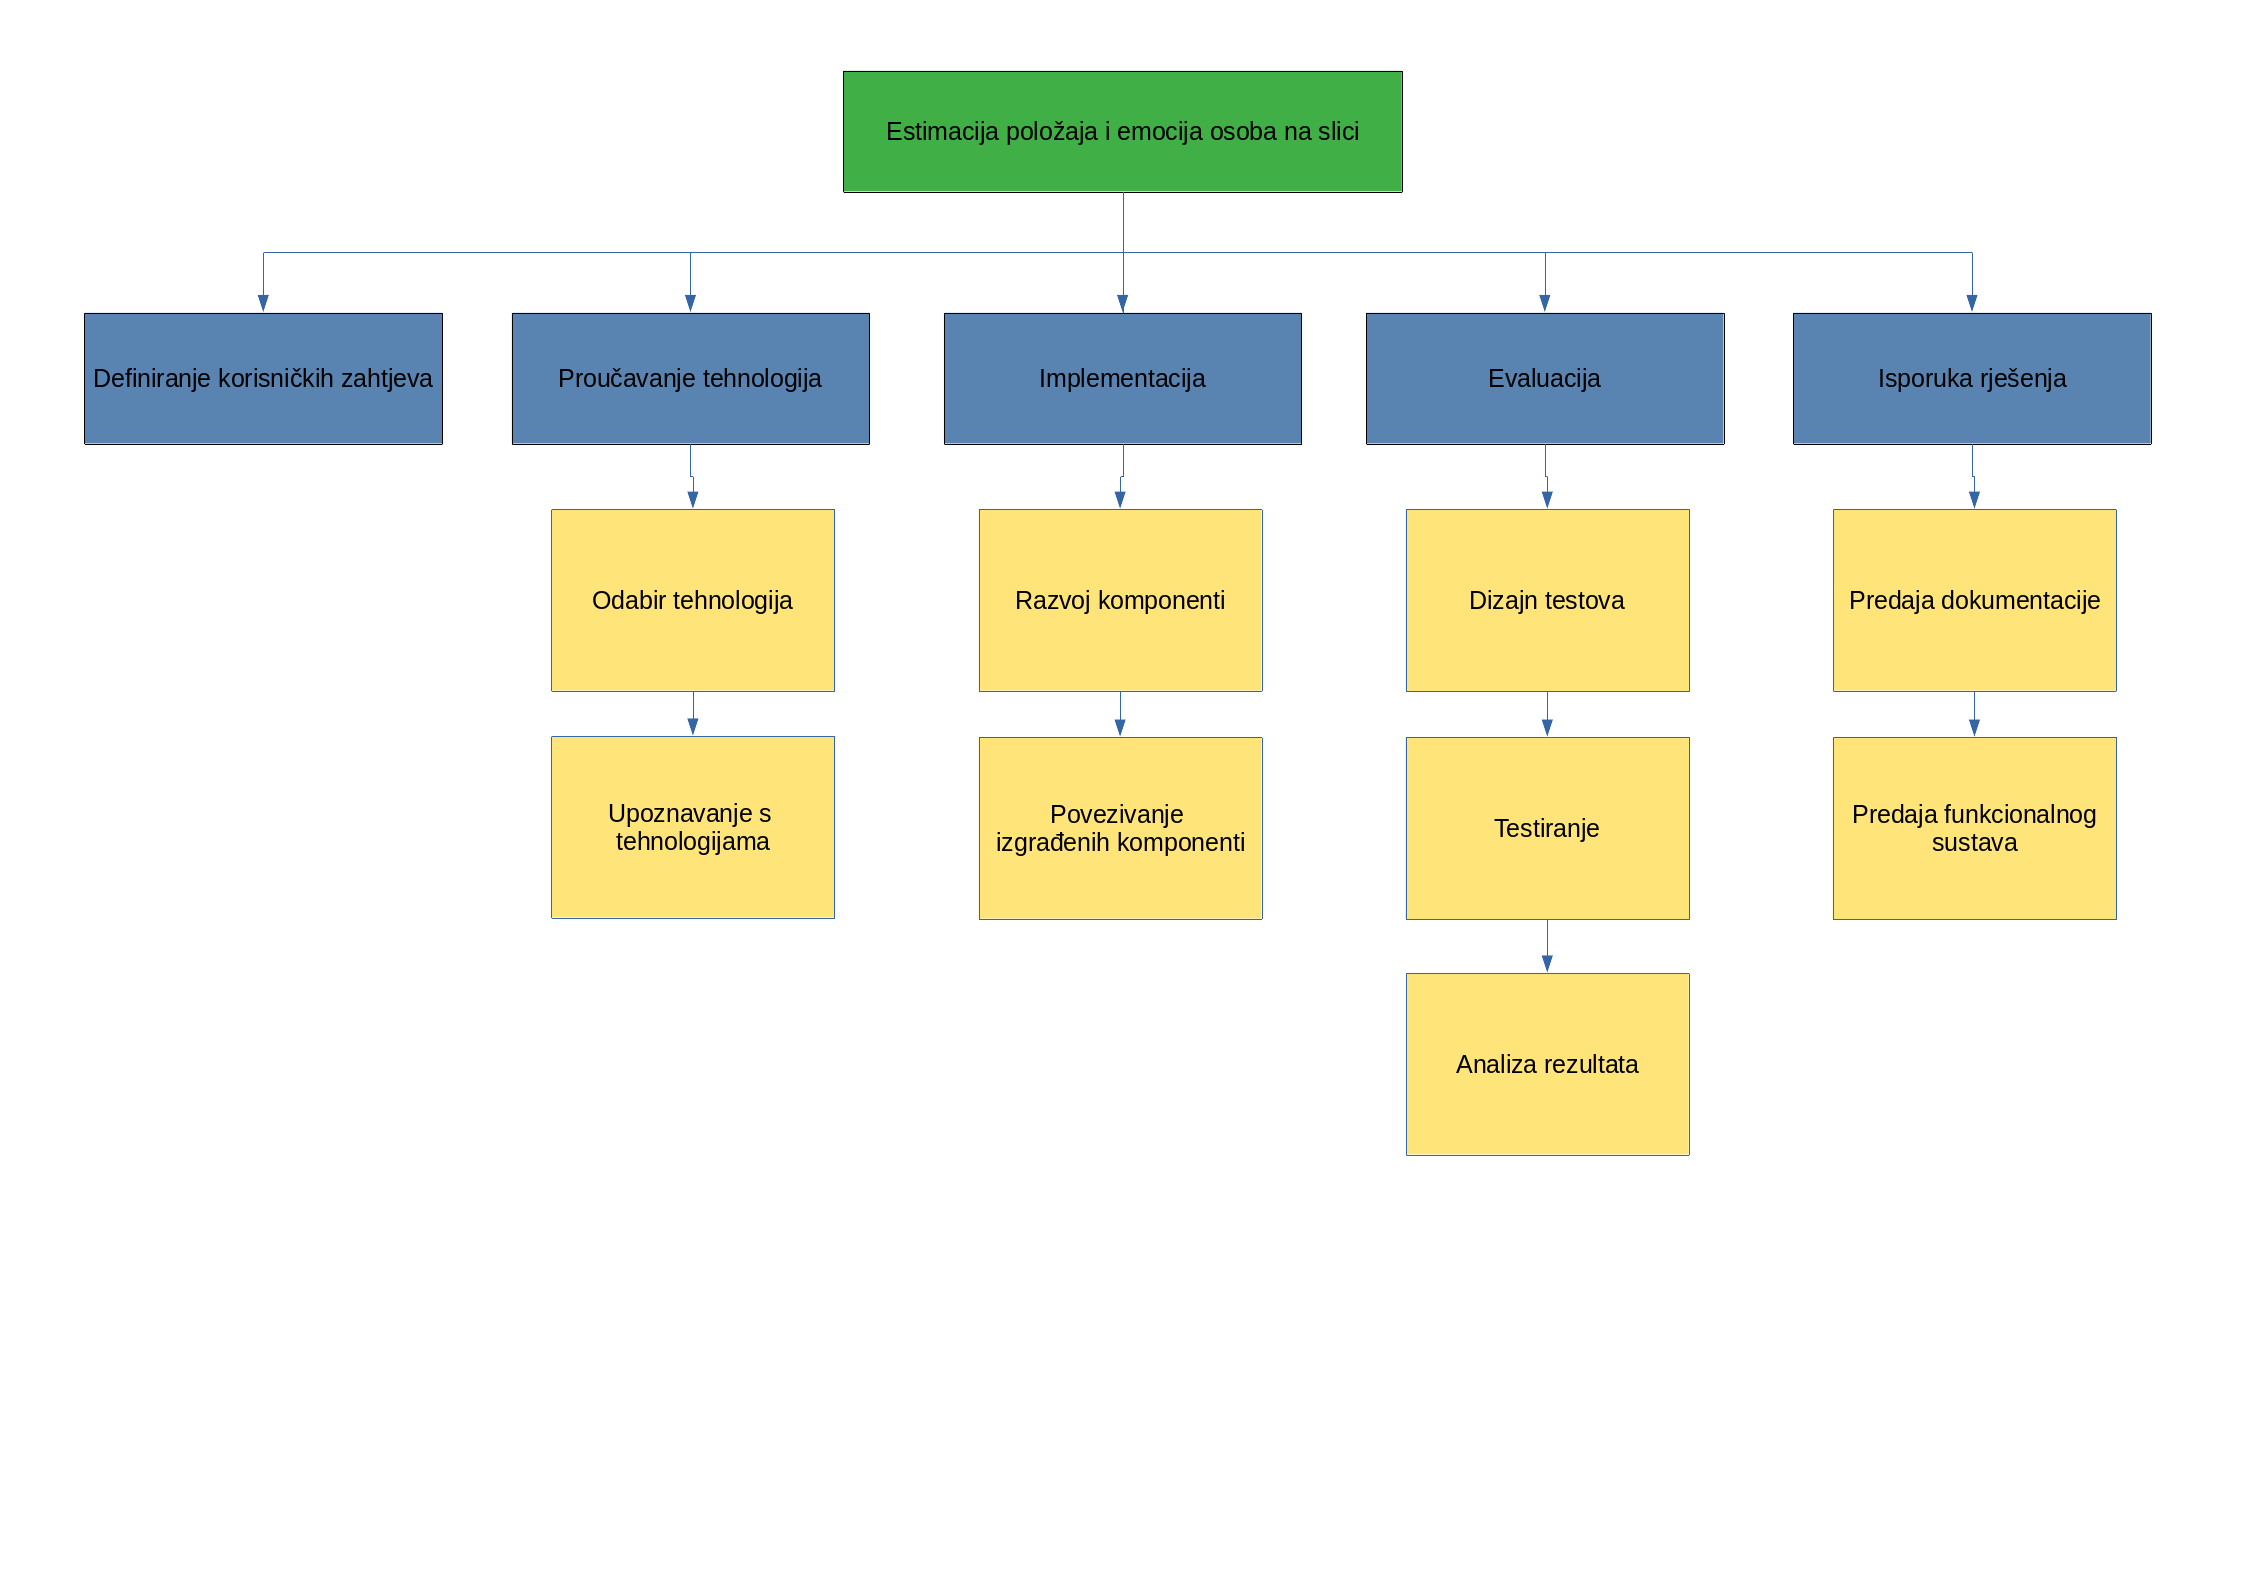 Estimacija položaja i emocija osoba na slici
Definiranje korisničkih zahtjeva
Proučavanje tehnologija
Implementacija
Evaluacija
Isporuka rješenja
Odabir tehnologija
Razvoj komponenti
Dizajn testova
Predaja dokumentacije
Upoznavanje s
tehnologijama
Povezivanje
izgrađenih komponenti
Testiranje
Predaja funkcionalnog
sustava
Analiza rezultata